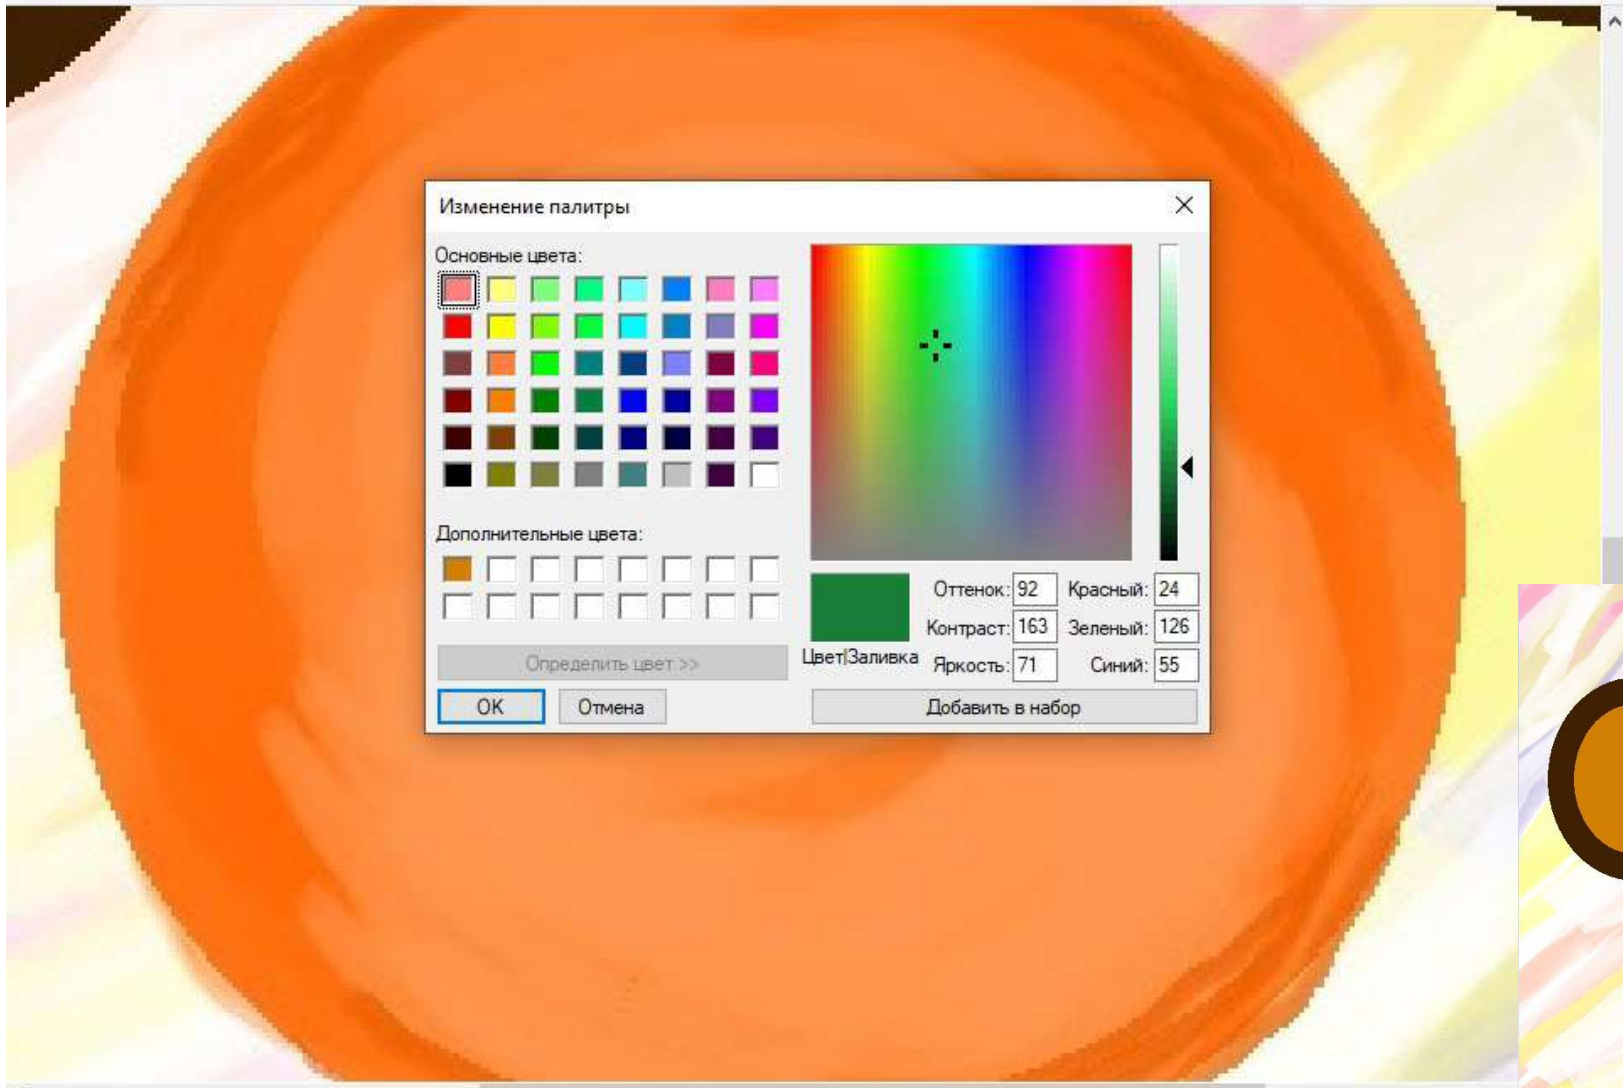 Изменение палитры
Основные цвета:
Дополнительные цвета:
Определить цвет >>
OK
Отмена
Оттенок: 92
Красный: 24
Контраст: 163
Зеленый: 126
Цвет|Заливка
Яркость: 71
Синий: 55
Добавить в набор